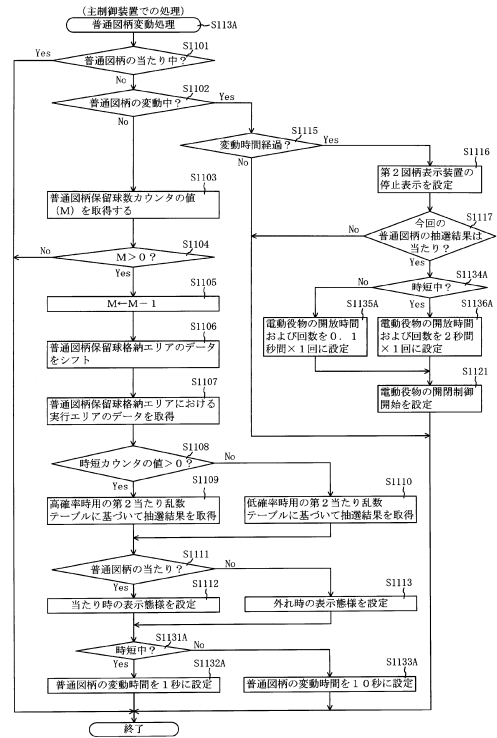 (主制御装置での処理)
普通図柄変動処理
S113A
S1101
普通図柄の当たり中?
Yes
No
S1102
普通図柄の変動中?
Yes
No
S1115
変動時間経過?
Yes
No
S1116
第2図柄表示装置の
停止表示を設定
S1103
普通図柄保留球数カウンタの値
(M)を取得する
S1117
今回の
普通図柄の抽選結果は
当たり?
No
Yes
S1104
M>0?
No
Yes
S1134A
時短中?
No
Yes
S1105
M←M-1
S1135A
電動役物の開放時間
および回数を0.1
秒間×1回に設定
S1136A
電動役物の開放時間
および回数を2秒間
×1回に設定
S1106
普通図柄保留球格納エリアのデータ
をシフト
S1121
電動役物の開閉制御
開始を設定
S1107
普通図柄保留球格納エリアにおける
実行エリアのデータを取得
S1108
時短カウンタの値>0?
No
Yes
S1109
高確率時用の第2当たり乱数
テーブルに基づいて抽選結果を取得
S1110
低確率時用の第2当たり乱数
テーブルに基づいて抽選結果を取得
S1111
普通図柄の当たり?
No
Yes
S1112
当たり時の表示態様を設定
S1113
外れ時の表示態様を設定
S1131A
時短中?
No
Yes
S1132A
普通図柄の変動時間を1秒に設定
S1133A
普通図柄の変動時間を10秒に設定
終了